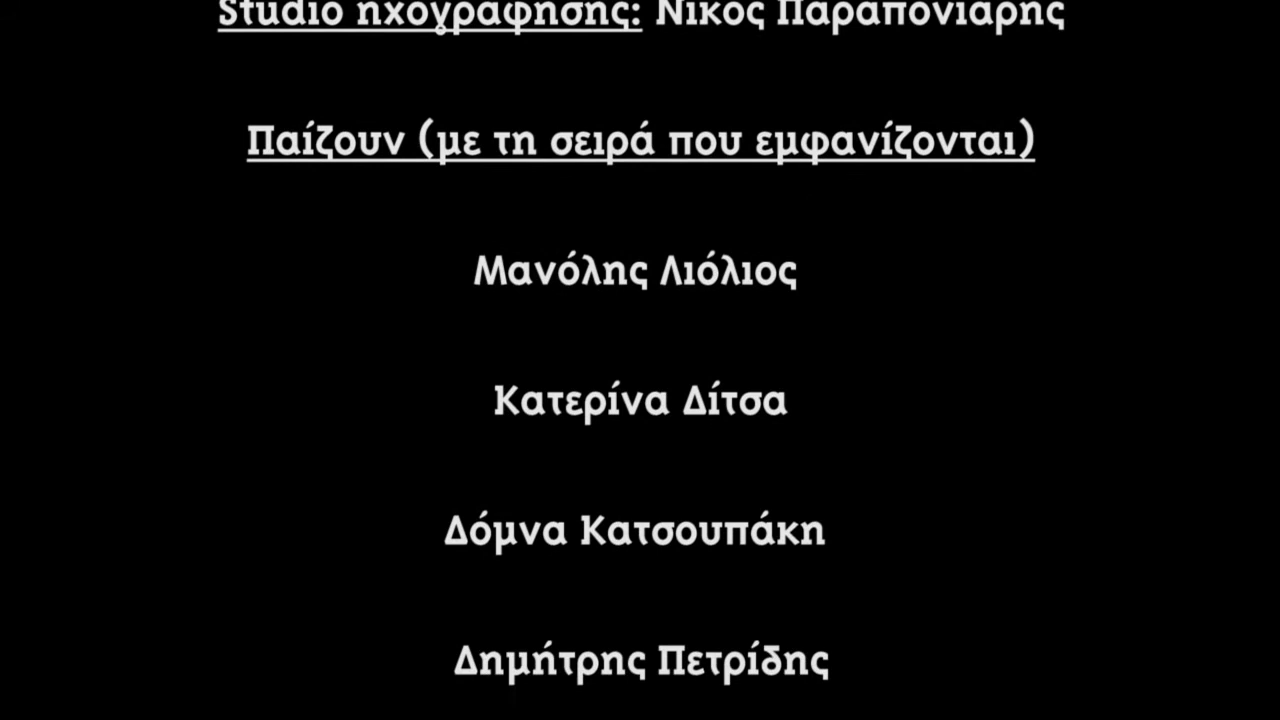 Studio ηχογράφησης: Νίκος Παραπονιάρης
Παίζουν (με τη σειρά που εμφανίζονται)
Μανόλης Λιόλιος
Κατερίνα Δίτσα
Δόμνα Κατσουπάκη
Δημήτρης Πετρίδης